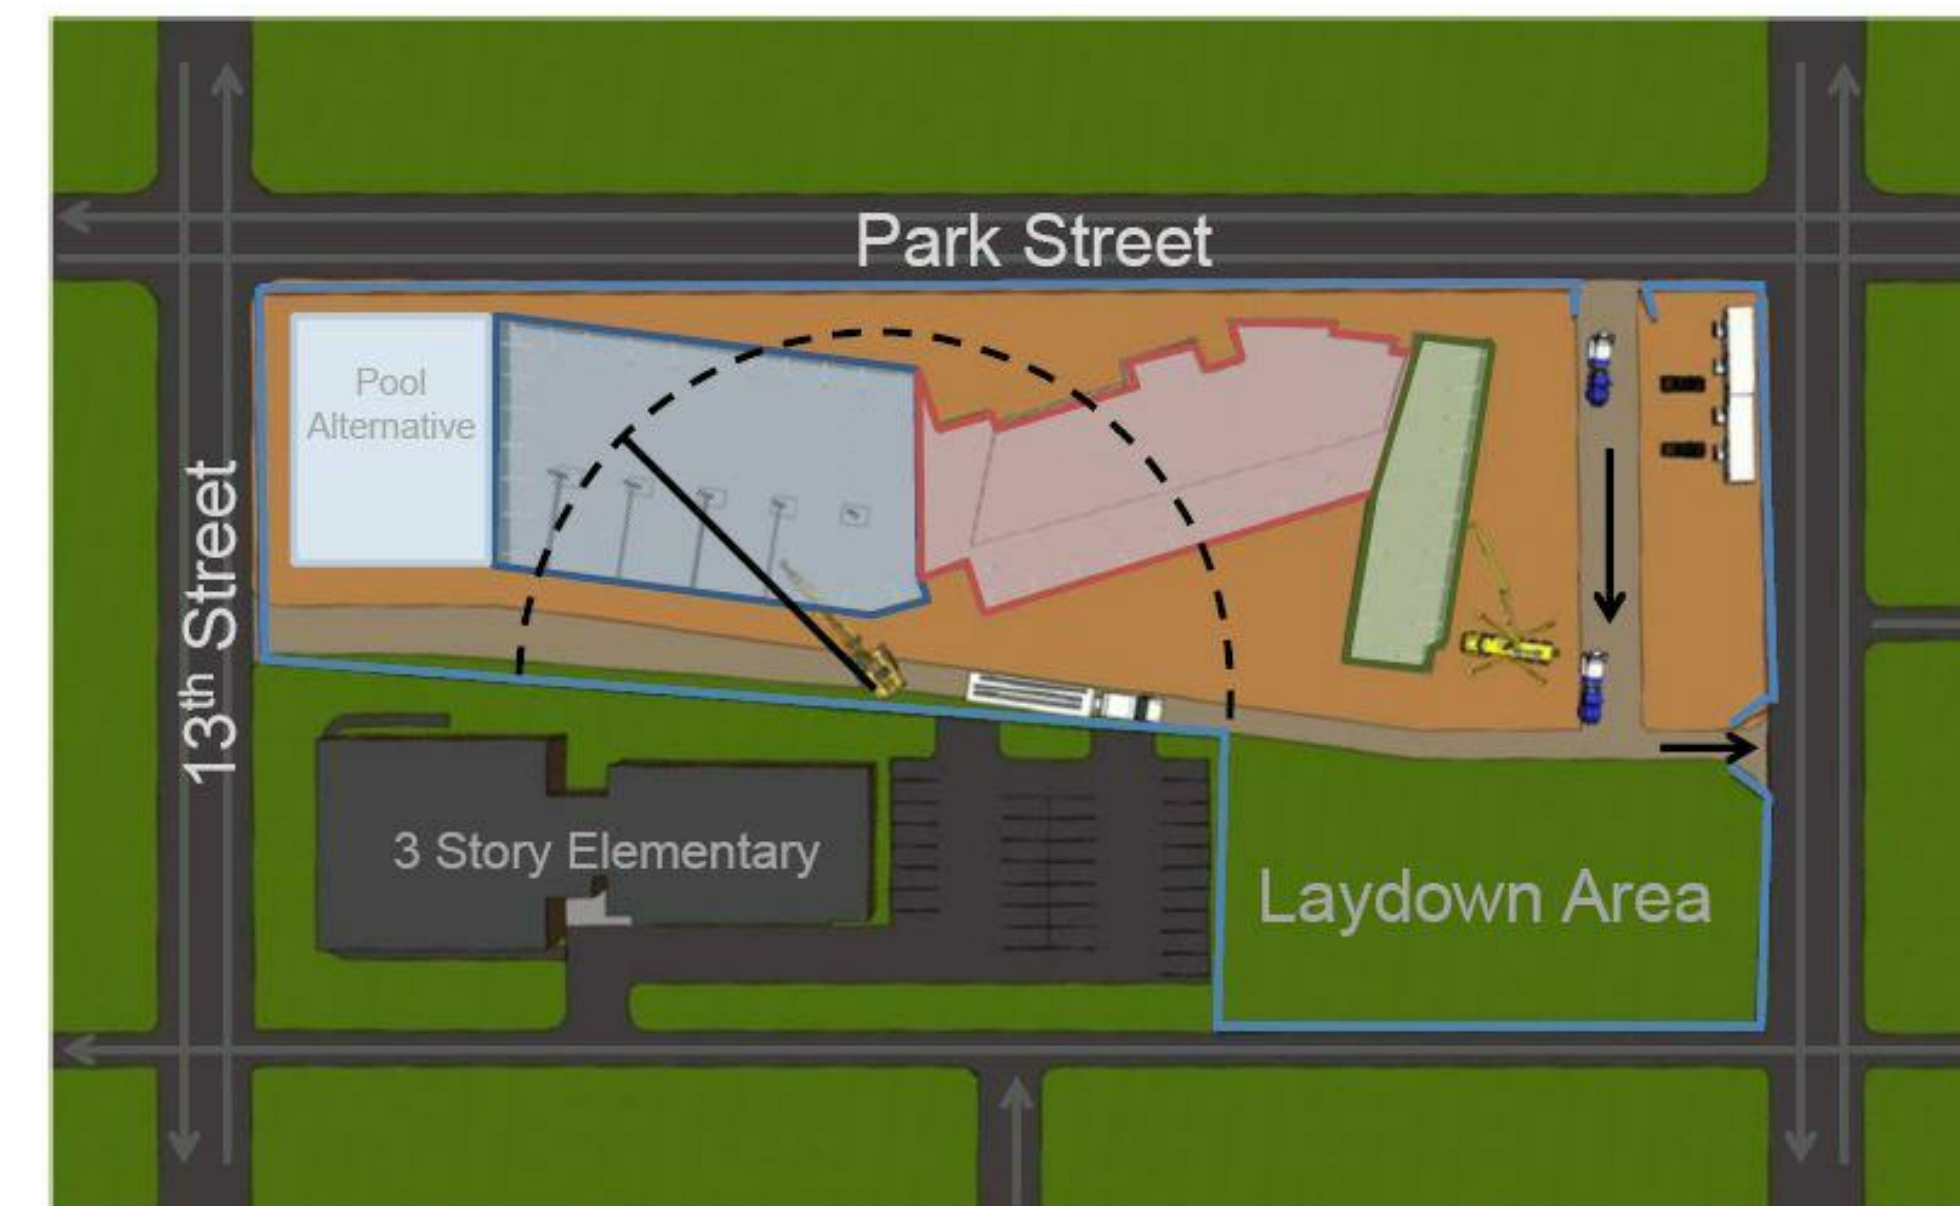 Park Street
Pool
Alternative
13th Street
3 Story Elementary
Laydown Area